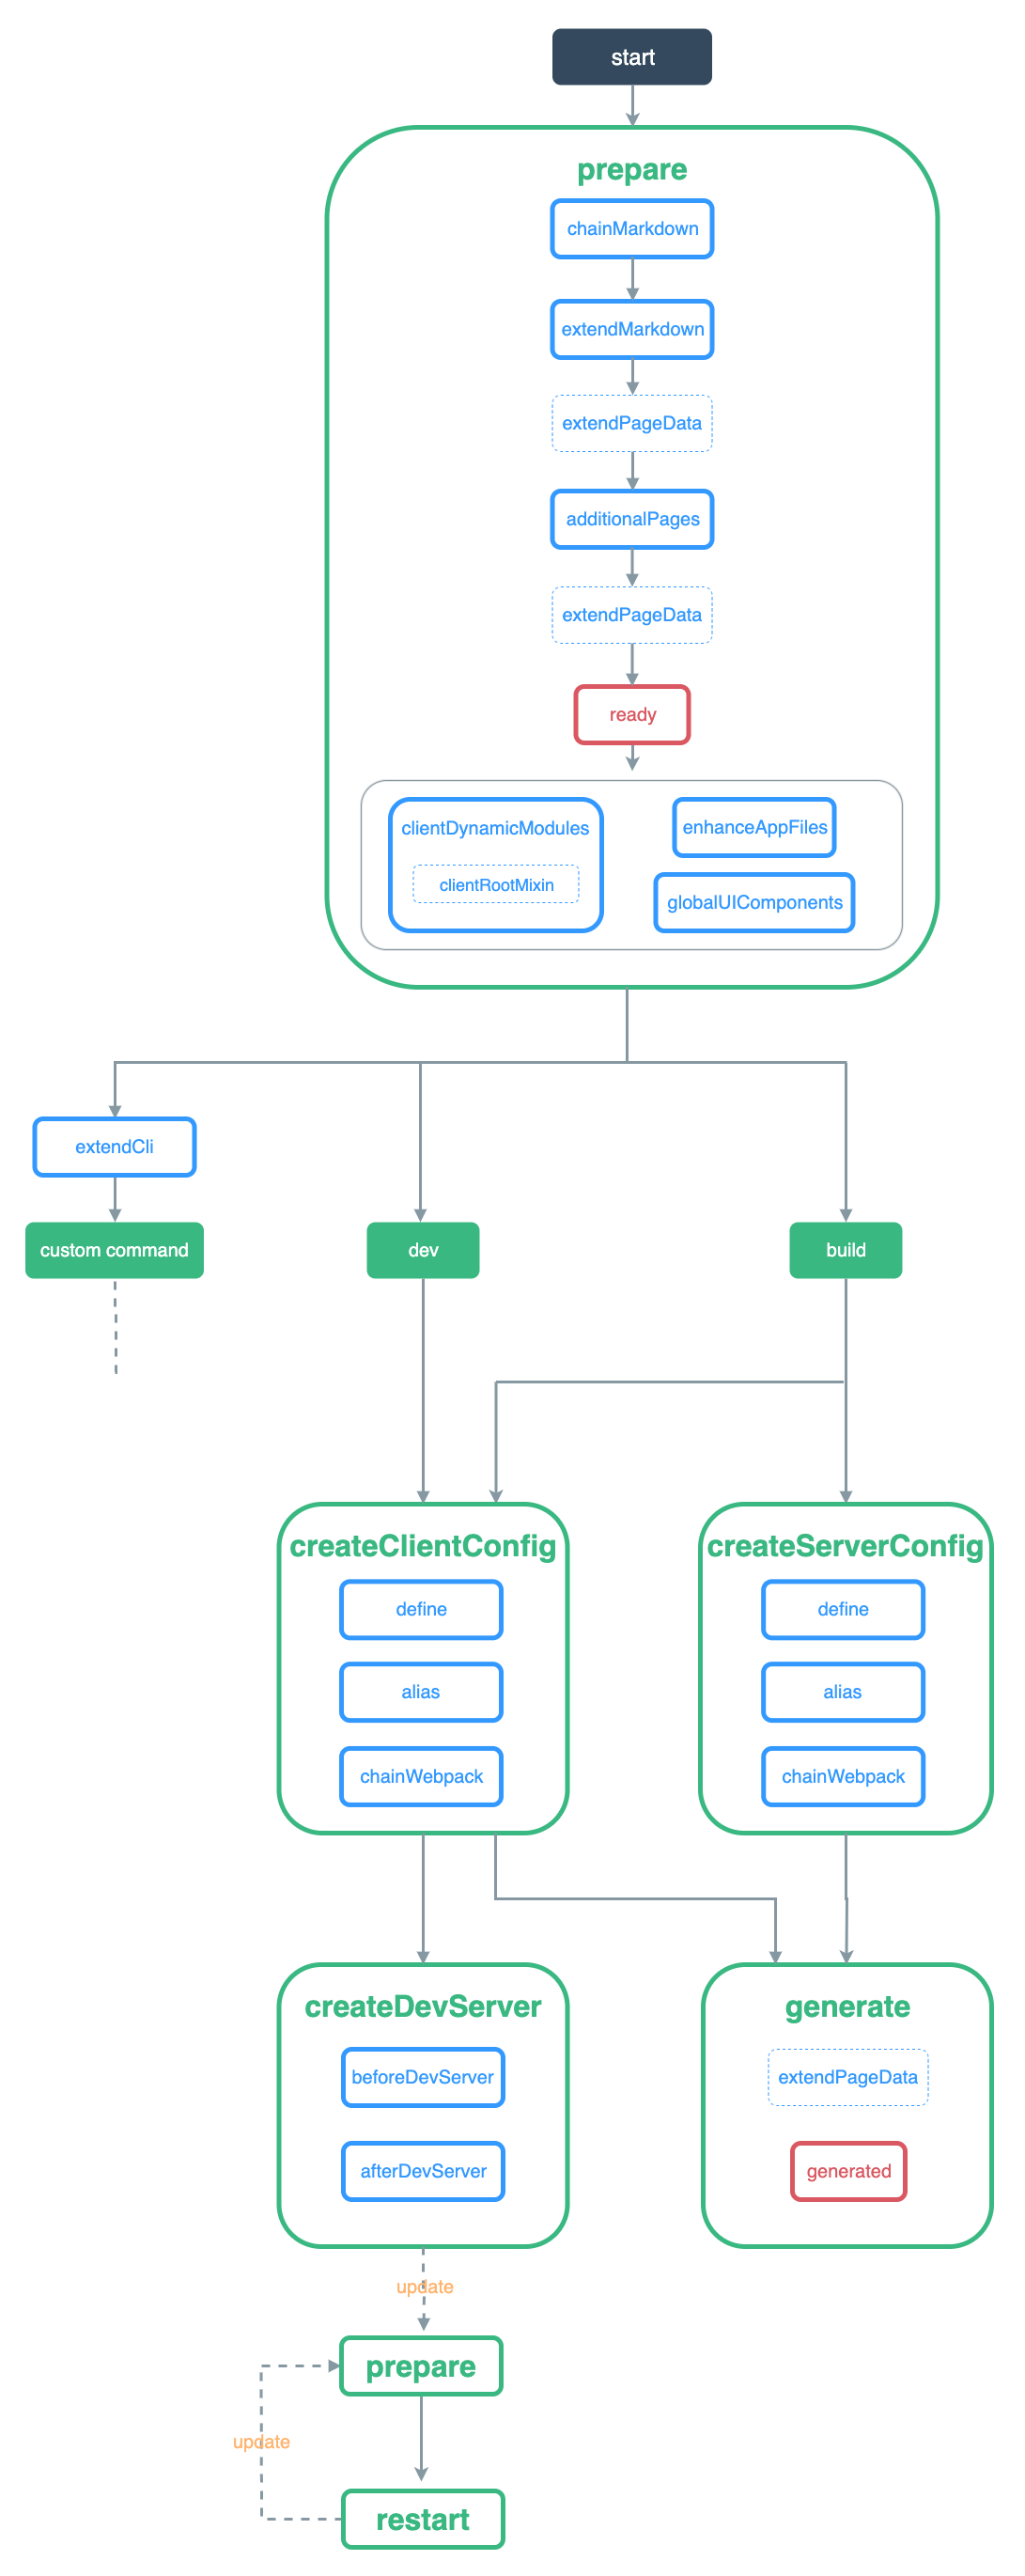 start
prepare
chainMarkdown
extendMarkdown
extendPageData
additionalPages
extendPageData
ready
clientDynamicModules
clientRootMixin
enhanceAppFiles
globalUIComponents
extendCli
custom command
dev
build
createClientConfig
define
alias
chainWebpack
createServerConfig
define
alias
chainWebpack
createDevServer
beforeDevServer
afterDevServer
generate
extendPageData
generated
update
prepare
update
restart